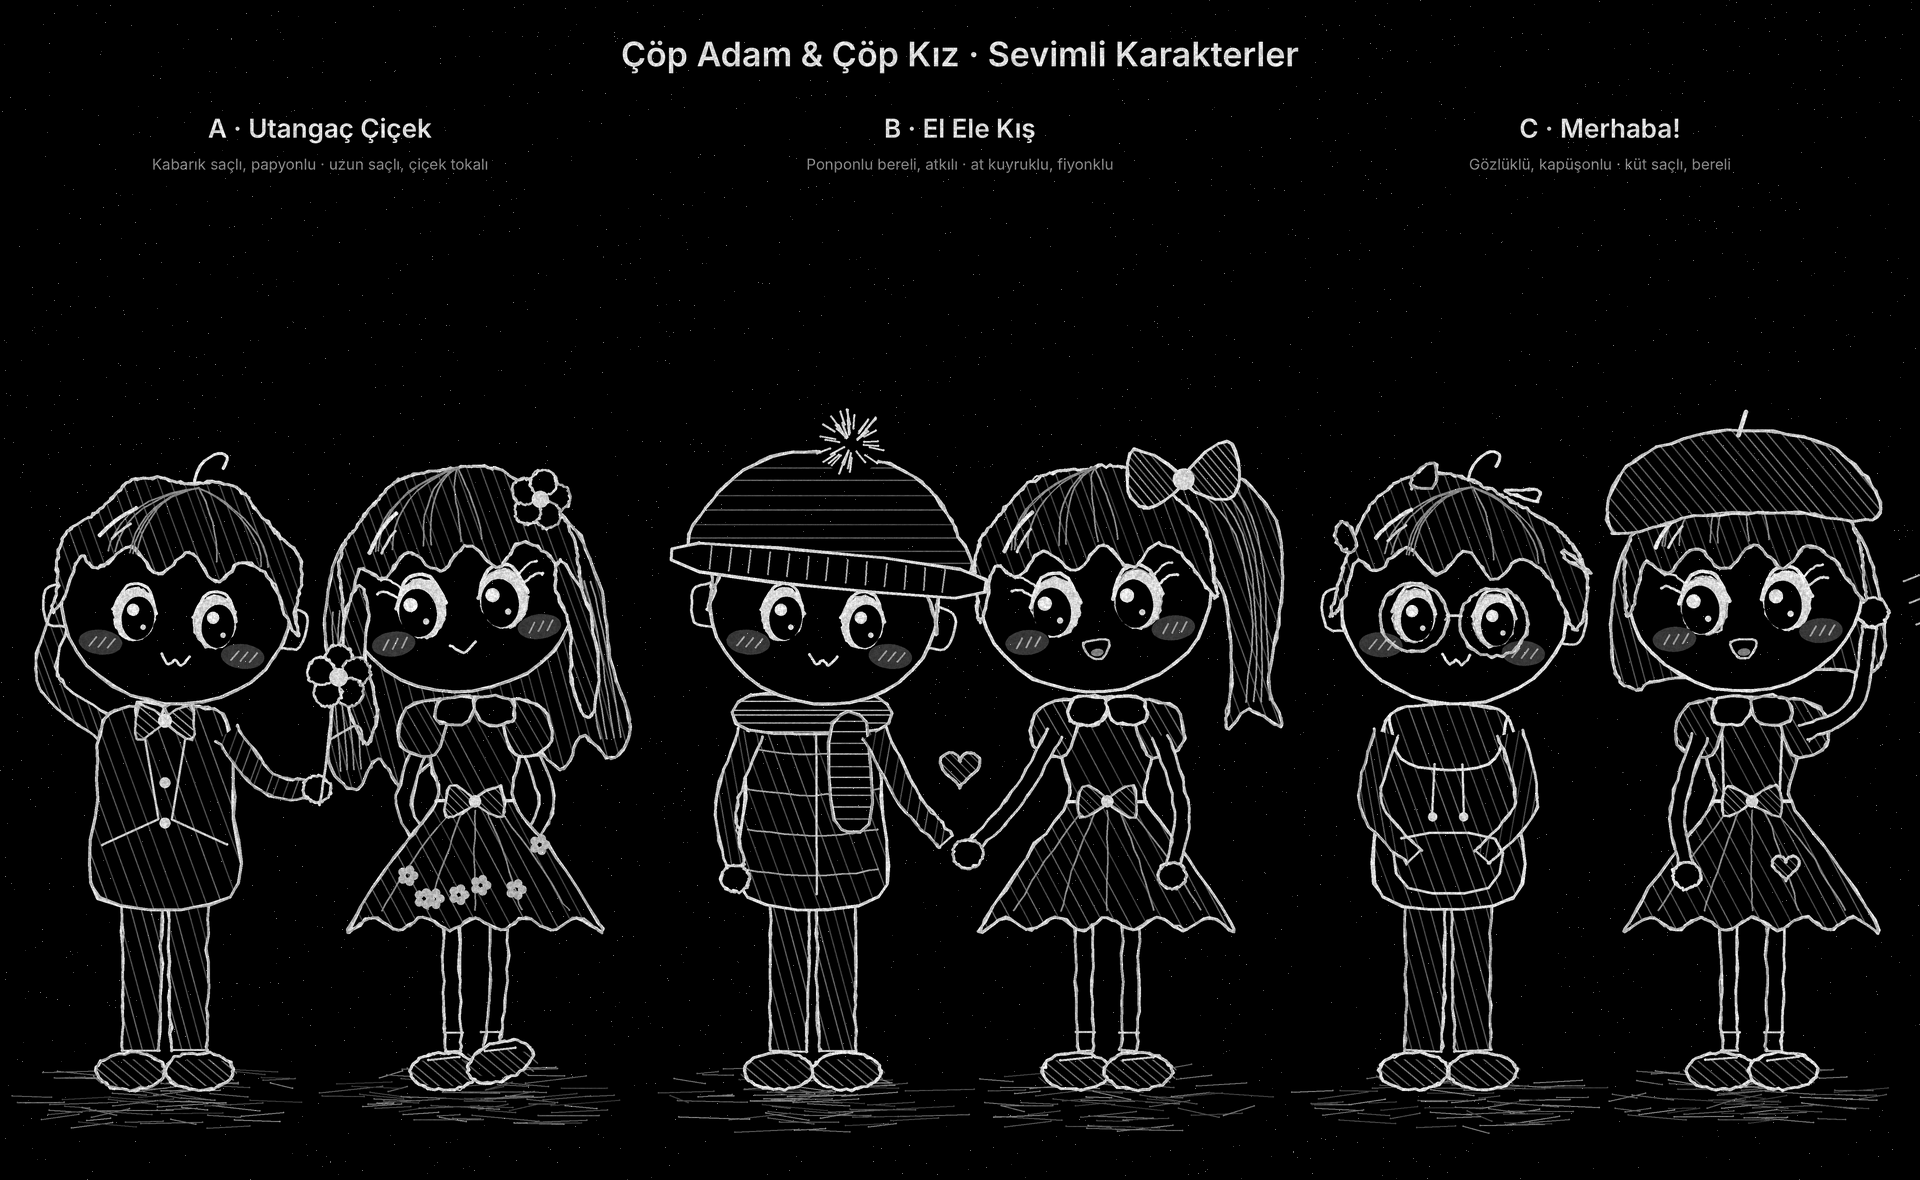 Çöp Adam & Çöp Kız · Sevimli Karakterler
A · Utangaç Çiçek
Kabarık saçlı, papyonlu · uzun saçlı, çiçek tokalı
B · El Ele Kış
Ponponlu bereli, atkılı · at kuyruklu, fiyonklu
C · Merhaba!
Gözlüklü, kapüşonlu · küt saçlı, bereli